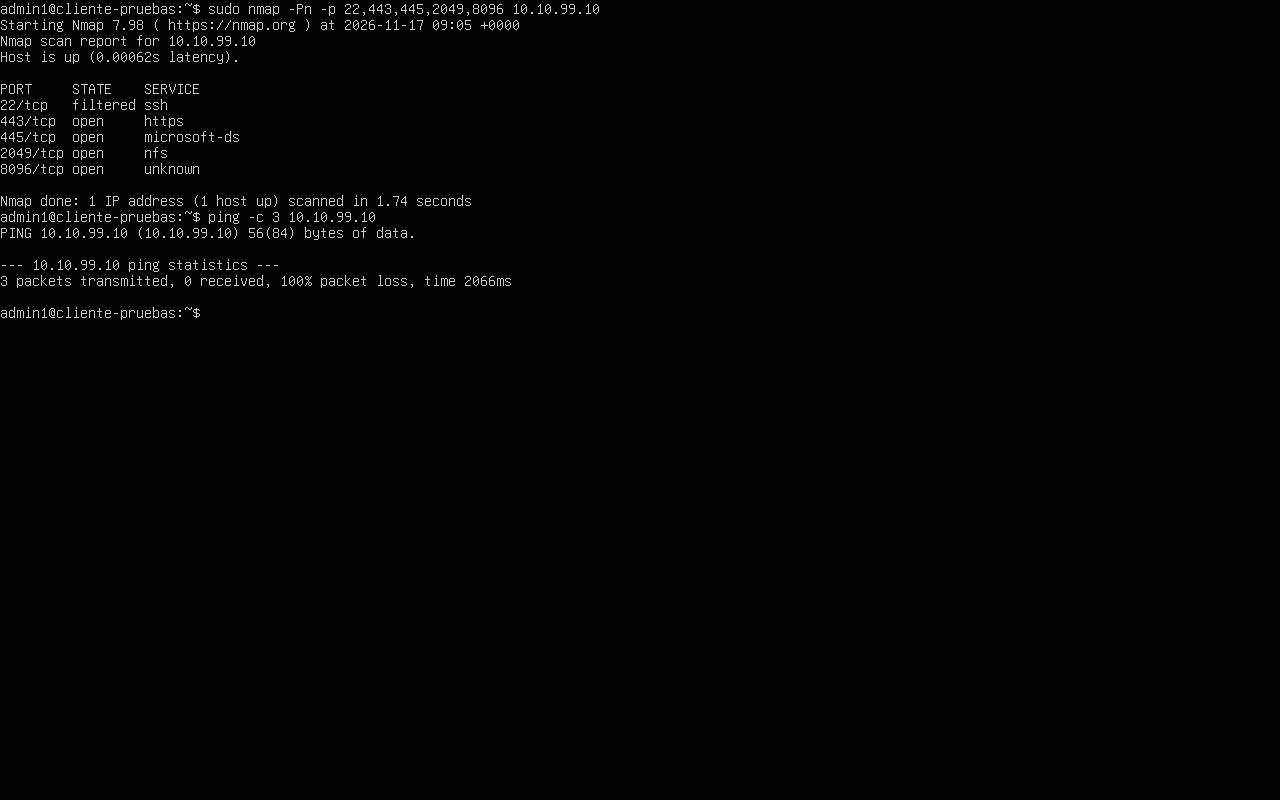 admin1@cliente-pruebas:~$ sudo nmap -Pn -p 22,443,445,2049,8096 10.10.99.10
Starting Nmap 7.98 ( https://nmap.org ) at 2026-11-17 09:05 +0000
Nmap scan report for 10.10.99.10
Host is up (0.00062s latency).

PORT     STATE    SERVICE
22/tcp   filtered ssh
443/tcp  open     https
445/tcp  open     microsoft-ds
2049/tcp open     nfs
8096/tcp open     unknown

Nmap done: 1 IP address (1 host up) scanned in 1.74 seconds
admin1@cliente-pruebas:~$ ping -c 3 10.10.99.10
PING 10.10.99.10 (10.10.99.10) 56(84) bytes of data.

--- 10.10.99.10 ping statistics ---
3 packets transmitted, 0 received, 100% packet loss, time 2066ms

admin1@cliente-pruebas:~$